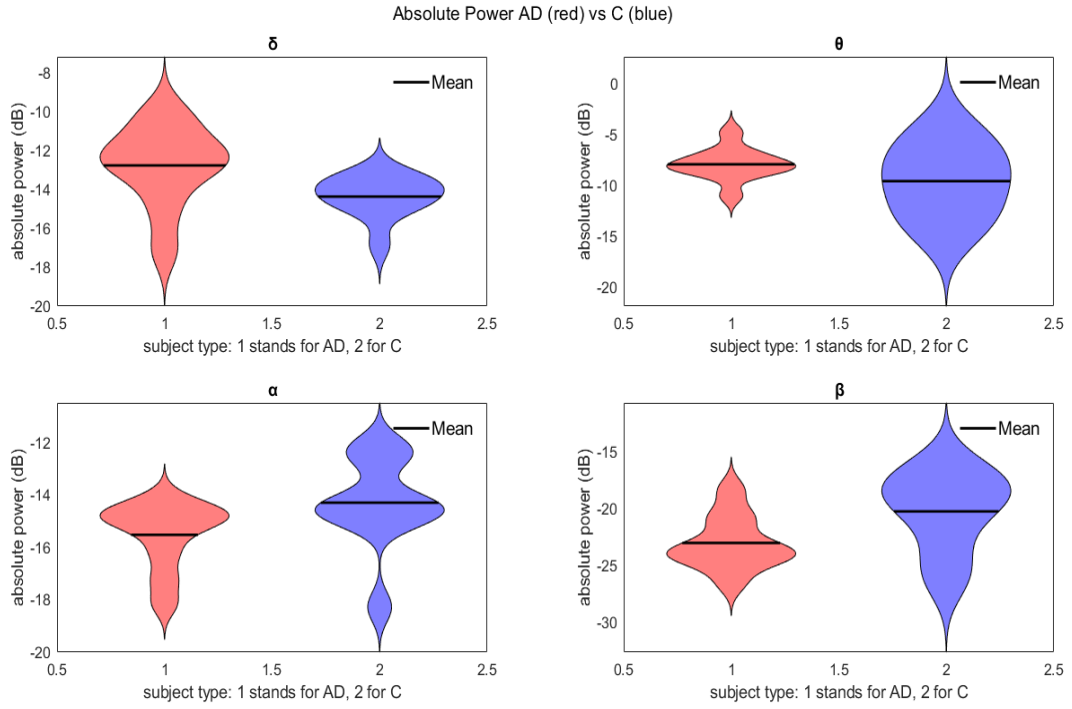 Absolute Power AD (red) vs C (blue)
δ
Mean
absolute power (dB)
-8
-10
-12
-14
-16
-18
-20
0.5 1 1.5 2 2.5
subject type: 1 stands for AD, 2 for C
θ
Mean
absolute power (dB)
0
-5
-10
-15
-20
0.5 1 1.5 2 2.5
subject type: 1 stands for AD, 2 for C
α
Mean
absolute power (dB)
-12
-14
-16
-18
-20
0.5 1 1.5 2 2.5
subject type: 1 stands for AD, 2 for C
β
Mean
absolute power (dB)
-15
-20
-25
-30
0.5 1 1.5 2 2.5
subject type: 1 stands for AD, 2 for C